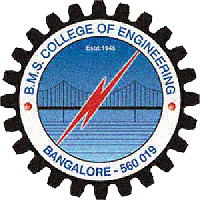 B.M.S. COLLEGE OF ENGINEERING
Estd:1946
BANGALORE - 560 019